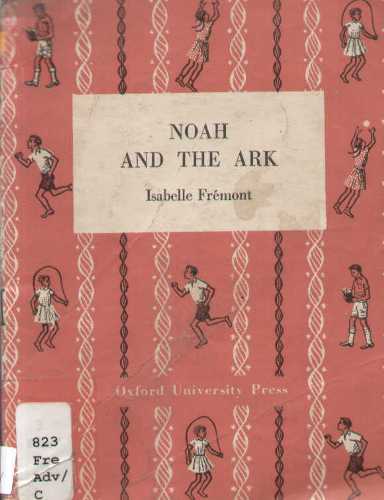 NOAH
AND THE ARK
Isabelle Frémont
Oxford University Press
823
Fre
Adv/
C